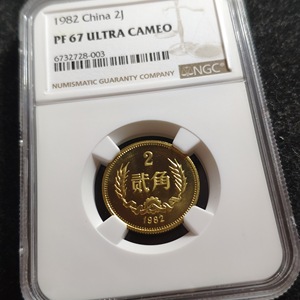 1982 China 2J
PF 67 ULTRA CAMEO
6732728-003
NUMISMATIC GUARANTY COMPANY
NGC
2
贰角
1982